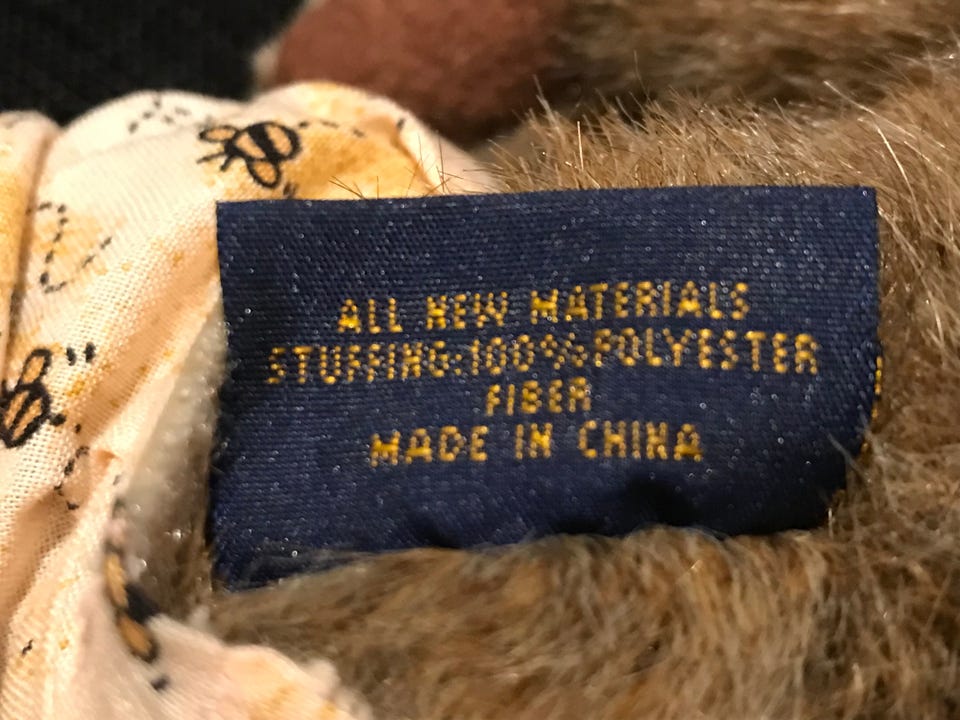 ALL NEW MATERIALS
STUFFING:100%POLYESTER
FIBER
MADE IN CHINA